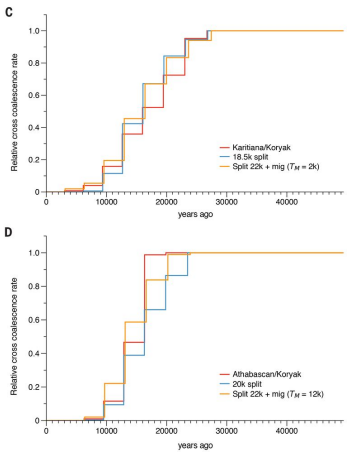 C
Relative cross coalescence rate
1.0
0.8
0.6
0.4
0.2
0
Karitiana/Koryak
18.5k split
Split 22k + mig (TM = 2k)
0 10000 20000 30000 40000
years ago
D
Relative cross coalescence rate
1.0
0.8
0.6
0.4
0.2
0
Athabascan/Koryak
20k split
Split 22k + mig (TM = 12k)
0 10000 20000 30000 40000
years ago